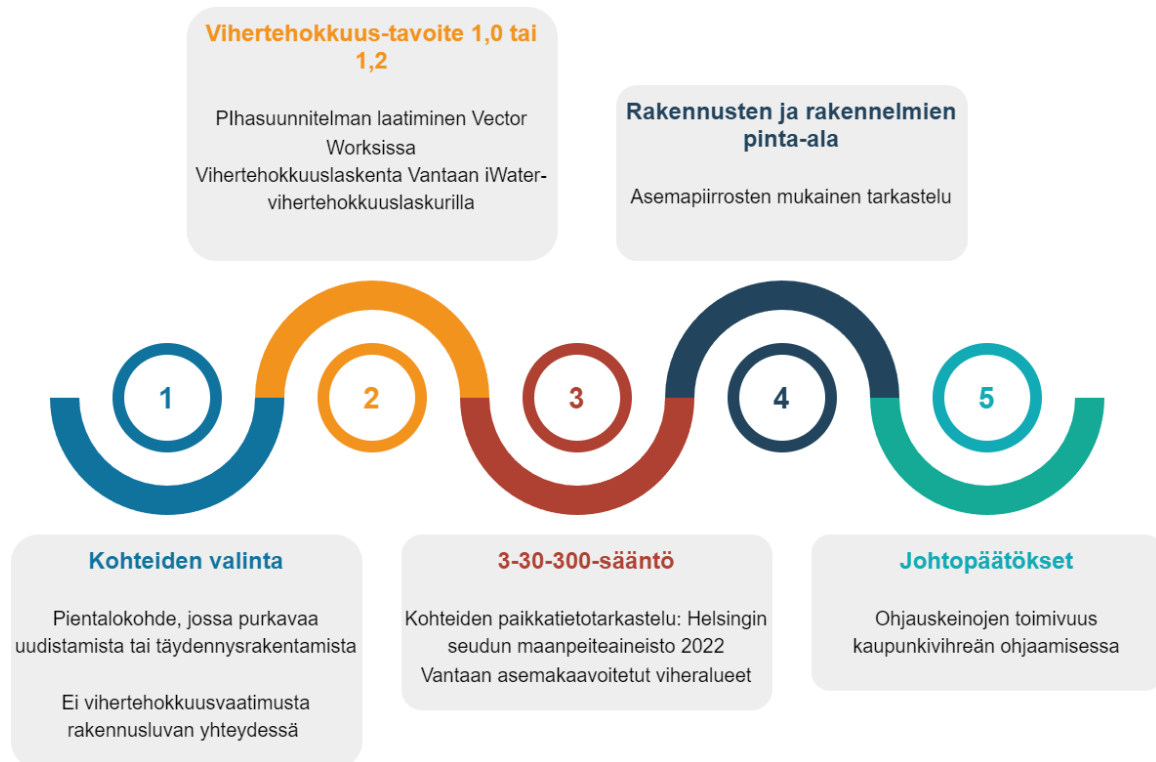 Vihertehokkuus-tavoite 1,0 tai
1,2
PIhasuunnitelman laatiminen Vector
Worksissa
Vihertehokkuuslaskenta Vantaan iWater-
vihertehokkuuslaskurilla
Rakennusten ja rakennelmien
pinta-ala
Asemapiirrosten mukainen tarkastelu
1
2
3
4
5
Kohteiden valinta
Pientalokohde, jossa purkavaa
uudistamista tai täydennysrakentamista
Ei vihertehokkuusvaatimusta
rakennusluvan yhteydessä
3-30-300-sääntö
Kohteiden paikkatietotarkastelu: Helsingin
seudun maanpeiteaineisto 2022
Vantaan asemakaavoitetut viheralueet
Johtopäätökset
Ohjauskeinojen toimivuus
kaupunkivihreän ohjaamisessa